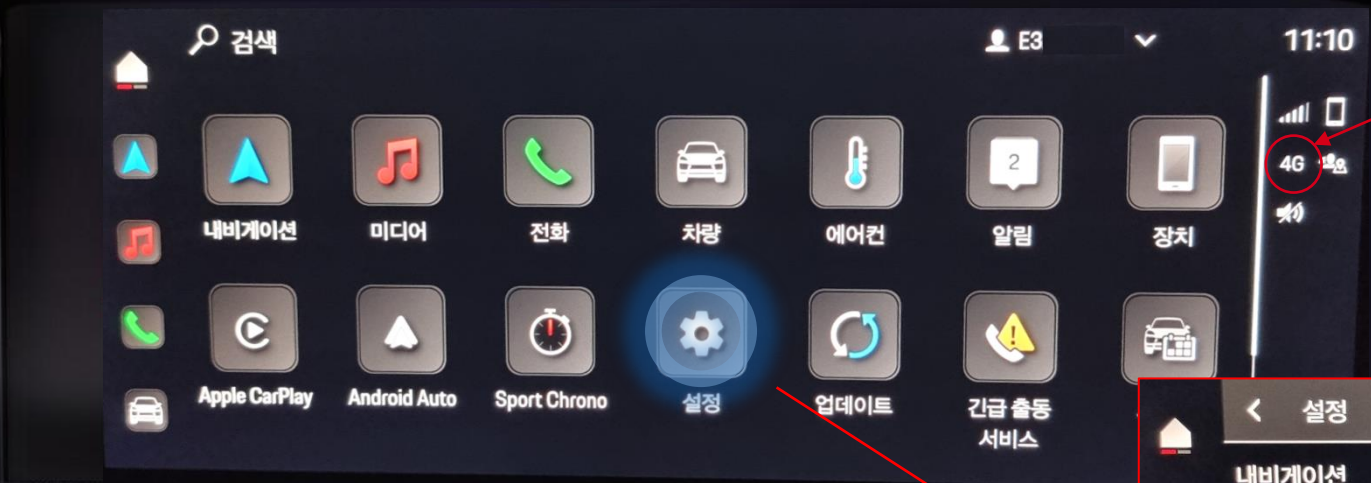 검색
E3
11:10
4G
2
내비게이션
미디어
전화
차량
에어컨
알림
장치
Apple CarPlay
Android Auto
Sport Chrono
설정
업데이트
긴급 출동
서비스
설정
내비게이션